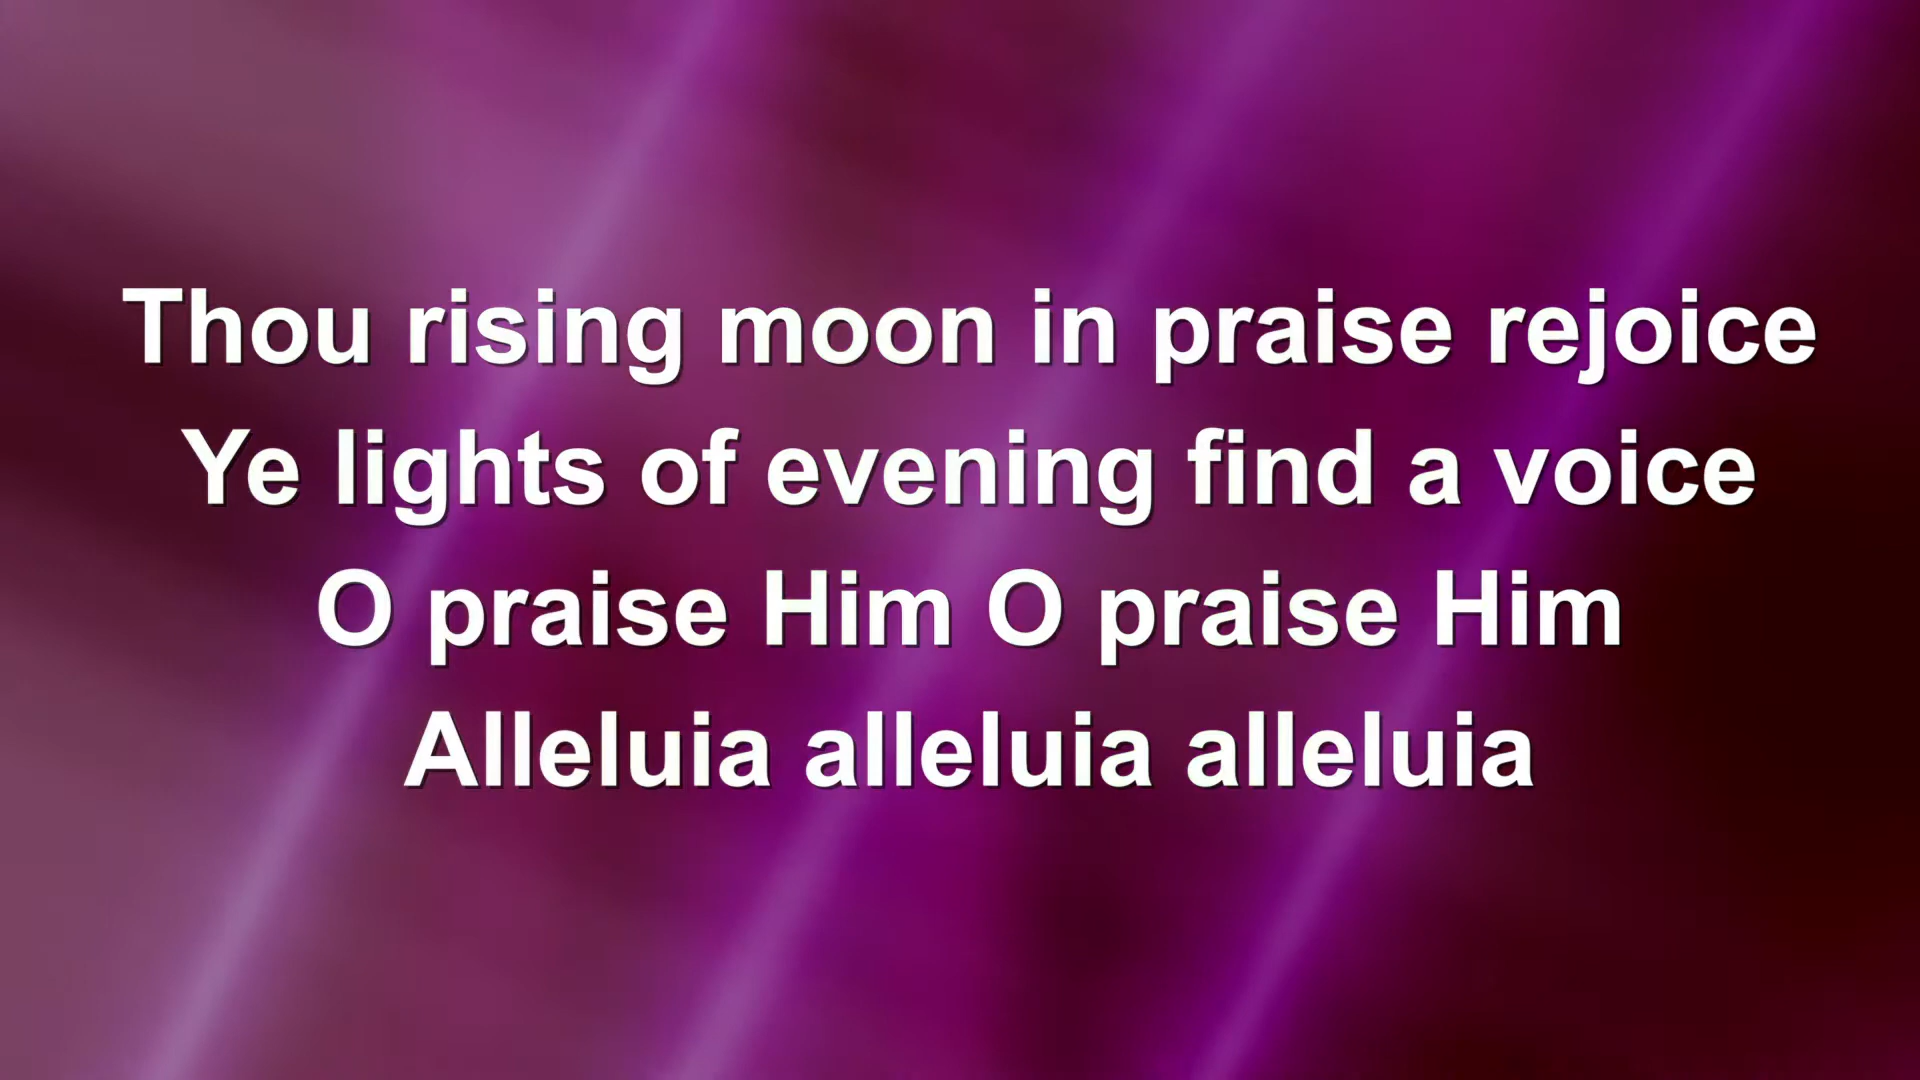 Thou rising moon in praise rejoice
Ye lights of evening find a voice
O praise Him O praise Him
Alleluia alleluia alleluia